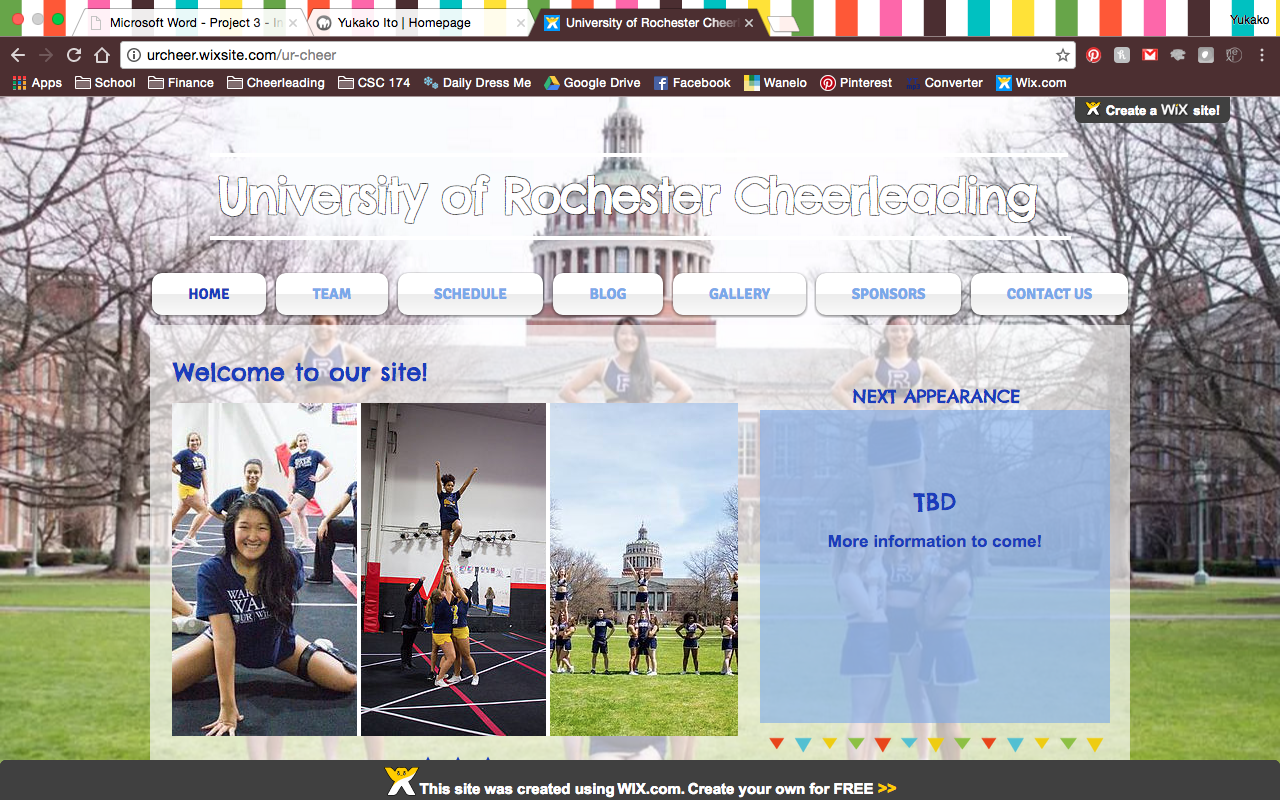 Microsoft Word - Project 3 - In
Yukako Ito | Homepage
University of Rochester Cheer
Yukako
urcheer.wixsite.com/ur-cheer
Apps
School
Finance
Cheerleading
CSC 174
Daily Dress Me
Google Drive
Facebook
Wanelo
Pinterest
Converter
Wix.com
Create a WiX site!
University of Rochester Cheerleading
HOME
TEAM
SCHEDULE
BLOG
GALLERY
SPONSORS
CONTACT US
Welcome to our site!
NEXT APPEARANCE
TBD
More information to come!
This site was created using WIX.com. Create your own for FREE >>